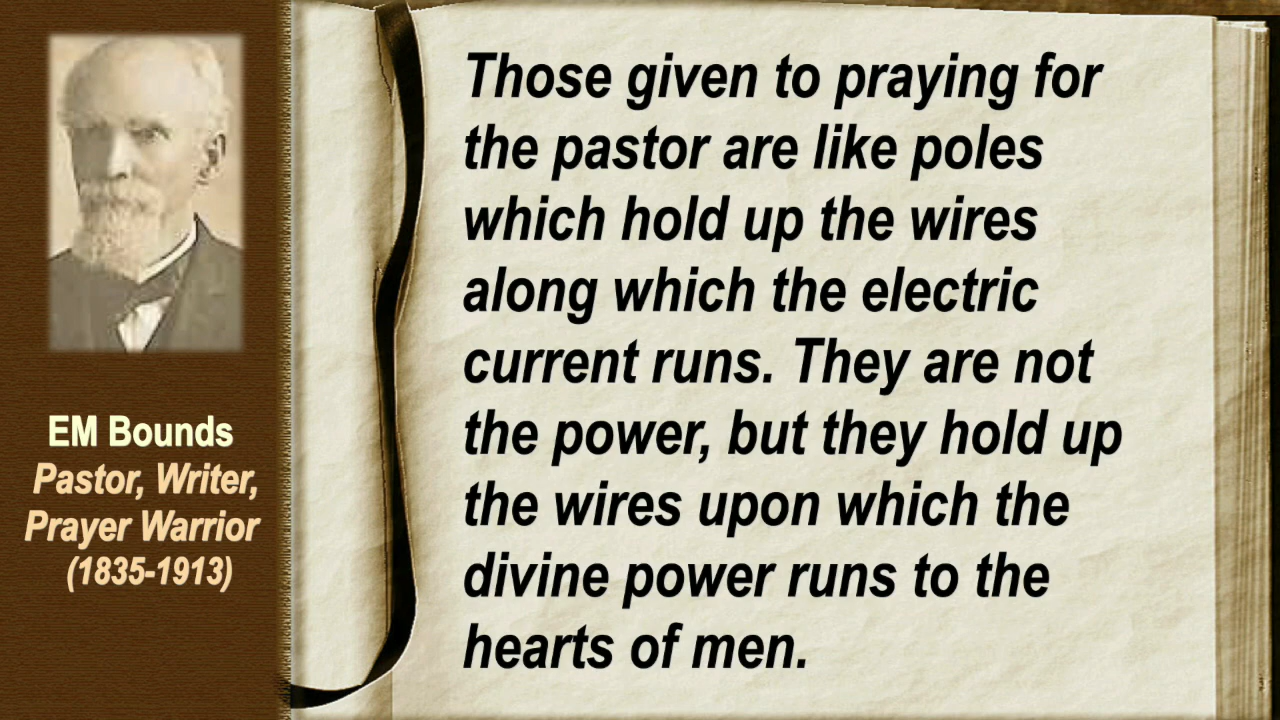 EM Bounds
Pastor, Writer,
Prayer Warrior
(1835-1913)
Those given to praying for
the pastor are like poles
which hold up the wires
along which the electric
current runs. They are not
the power, but they hold up
the wires upon which the
divine power runs to the
hearts of men.